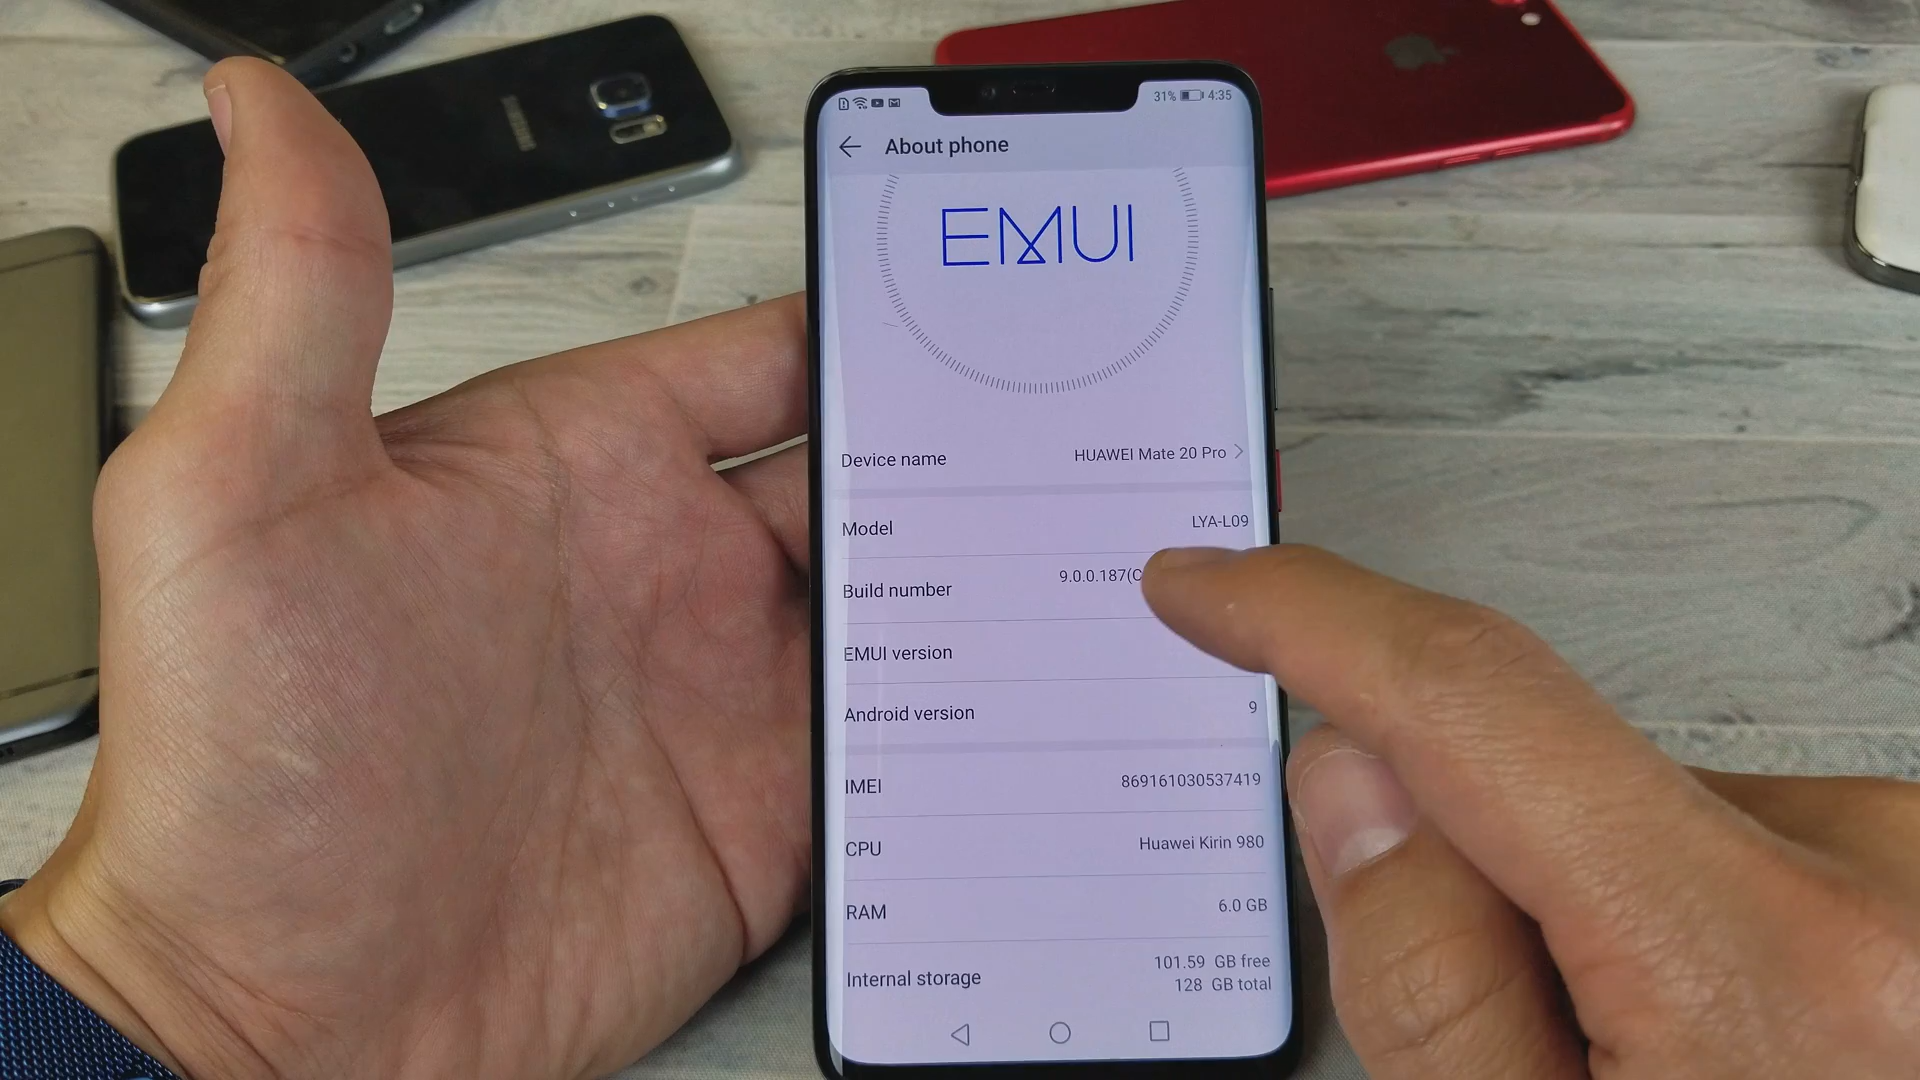 SAMSUNG
31% 4:35
About phone
EMUI
Device name HUAWEI Mate 20 Pro
Model LYA-L09
Build number 9.0.0.187(C
EMUI version
Android version 9
IMEI 869161030537419
CPU Huawei Kirin 980
RAM 6.0 GB
Internal storage 101.59 GB free
128 GB total